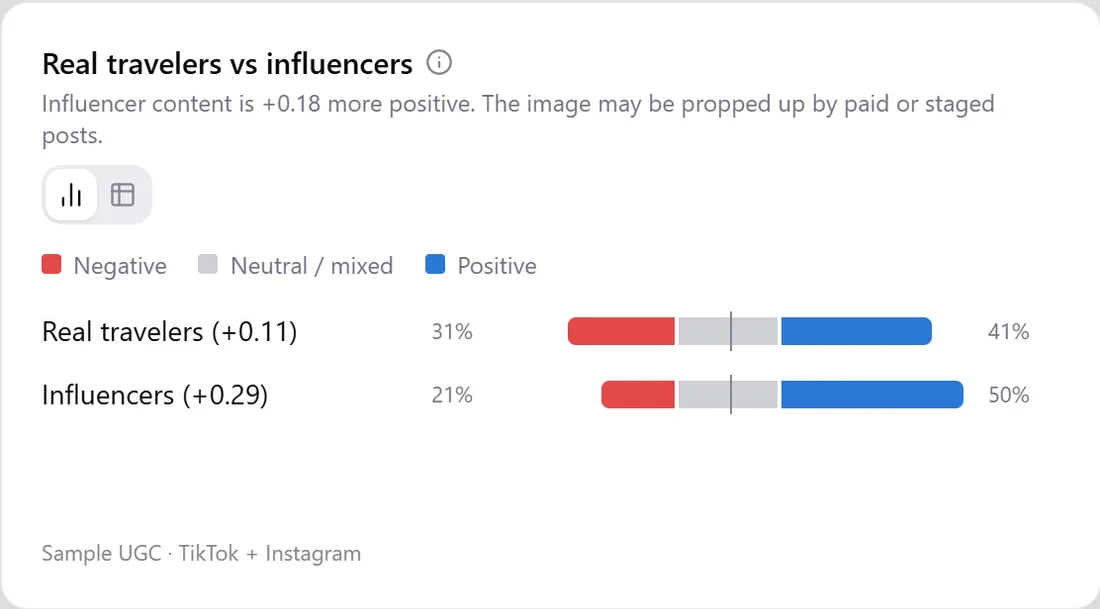 Real travelers vs influencers
Influencer content is +0.18 more positive. The image may be propped up by paid or staged
posts.
Negative Neutral / mixed Positive
Real travelers (+0.11) 31% 41%
Influencers (+0.29) 21% 50%
Sample UGC · TikTok + Instagram